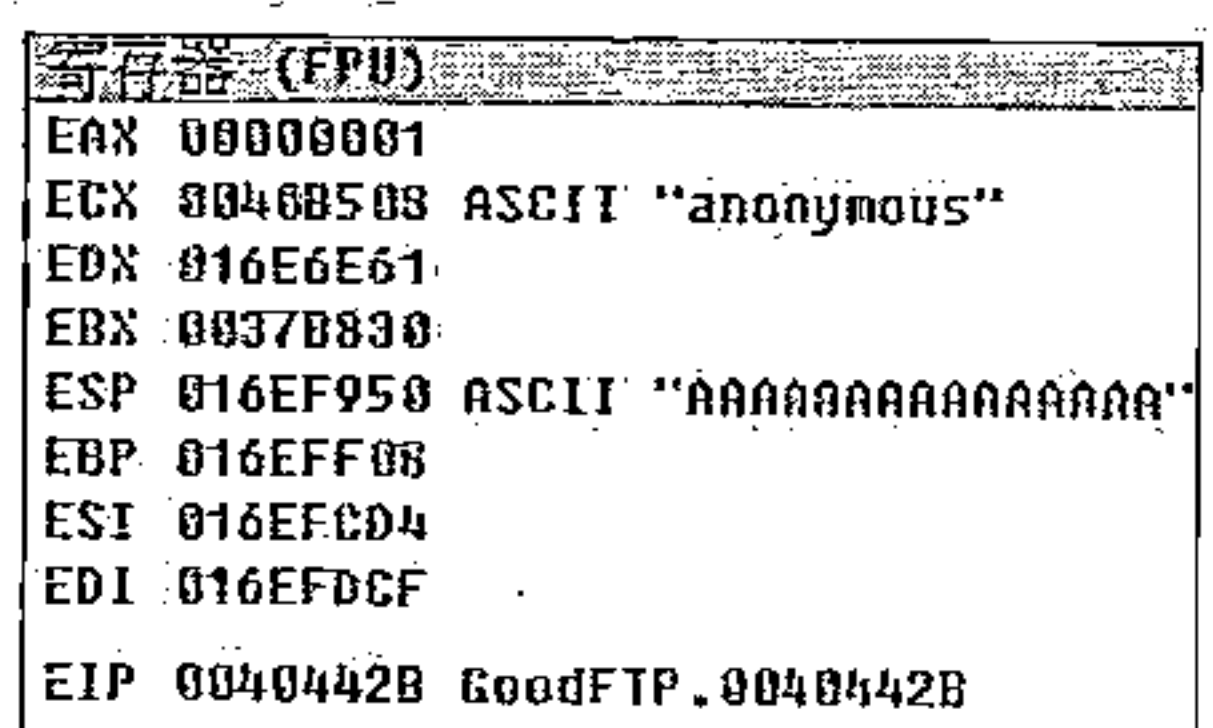 寄存器 (FPU)
EAX 00000001
ECX 0046B508 ASCII "anonymous"
EDX 016E6E61
EBX 0037B830
ESP 016EF950 ASCII "AAAAAAAAAAAAAAAA"
EBP 016EFF08
ESI 016EFCD4
EDI 016EFDCF
EIP 0040442B GoodFTP.0040442B